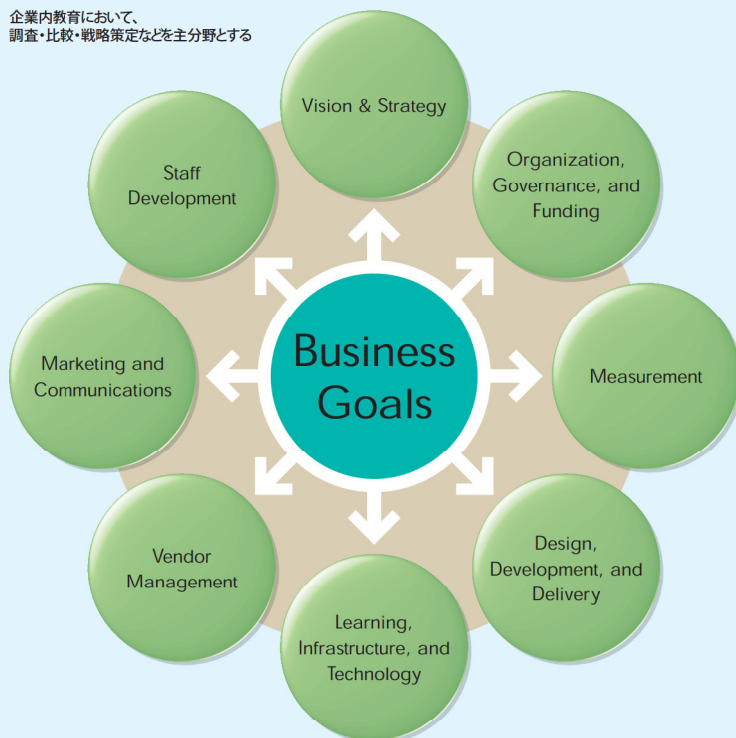 企業内教育において、
調査・比較・戦略策定などを主分野とする
Vision & Strategy
Organization,
Governance, and
Funding
Measurement
Design,
Development, and
Delivery
Learning,
Infrastructure, and
Technology
Vendor
Management
Marketing and
Communications
Staff
Development
Business
Goals